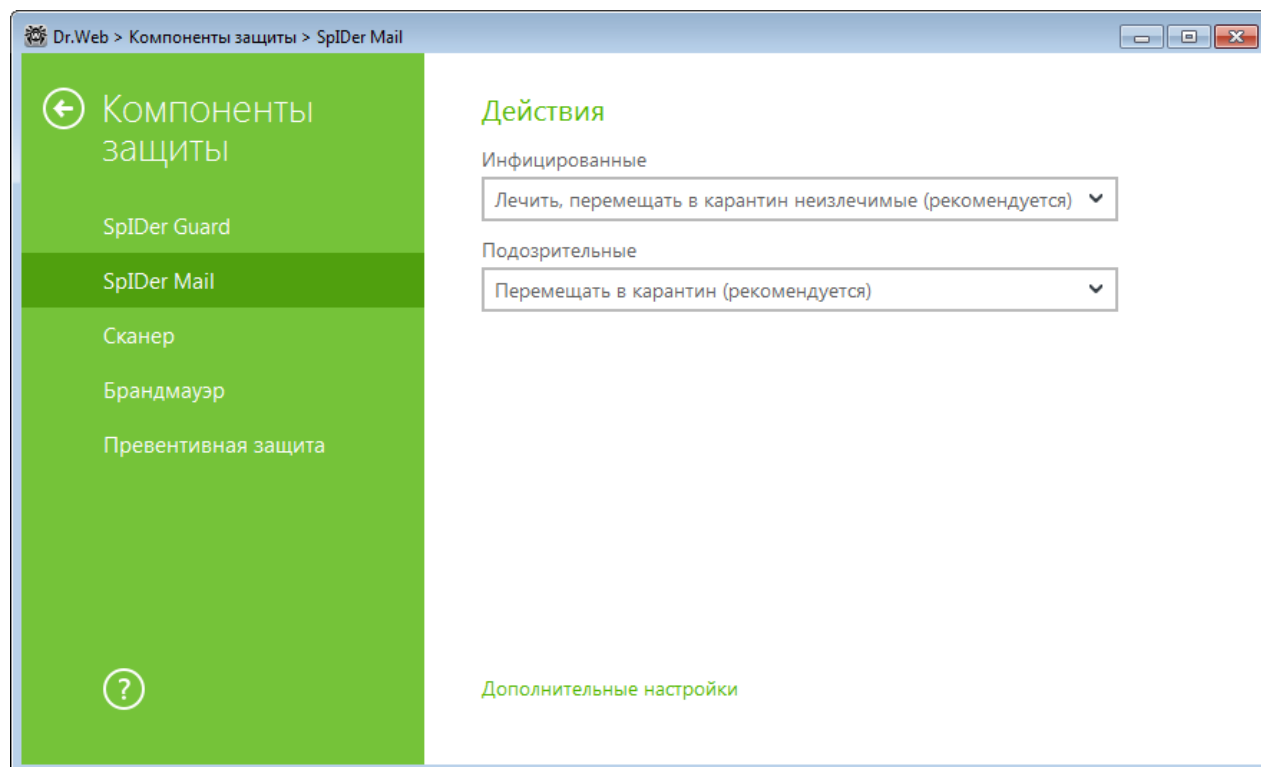 Dr.Web > Компоненты защиты > SpIDer Mail
Компоненты
защиты
SpIDer Guard
SpIDer Mail
Сканер
Брандмауэр
Превентивная защита
?
Действия
Инфицированные
Лечить, перемещать в карантин неизлечимые (рекомендуется)
Подозрительные
Перемещать в карантин (рекомендуется)
Дополнительные настройки